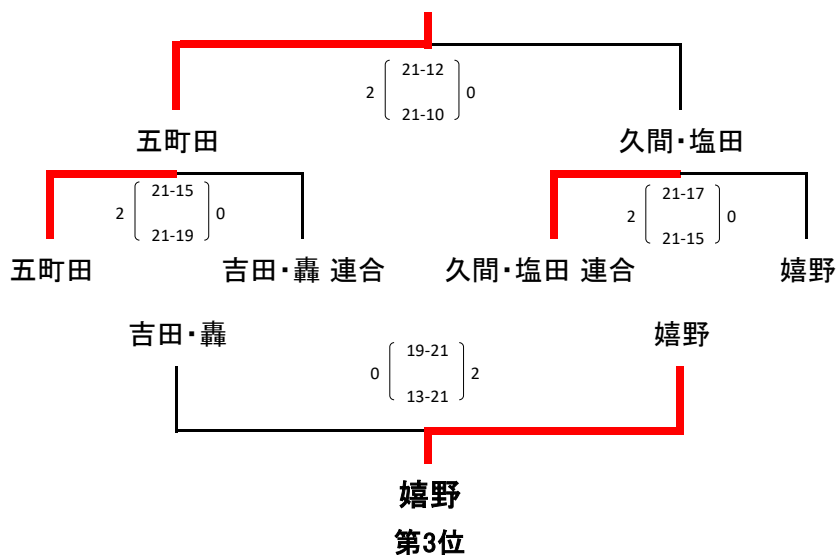 21-12
2 0
21-10
五町田 久間・塩田
21-15 21-17
2 0 2 0
21-19 21-15
五町田 吉田・轟 連合 久間・塩田 連合 嬉野
吉田・轟 嬉野
19-21
0 2
13-21
嬉野
第3位